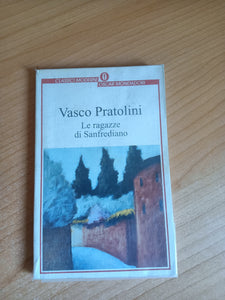 CLASSICI MODERNI OSCAR MONDADORI
Vasco Pratolini
Le ragazze
di Sanfrediano